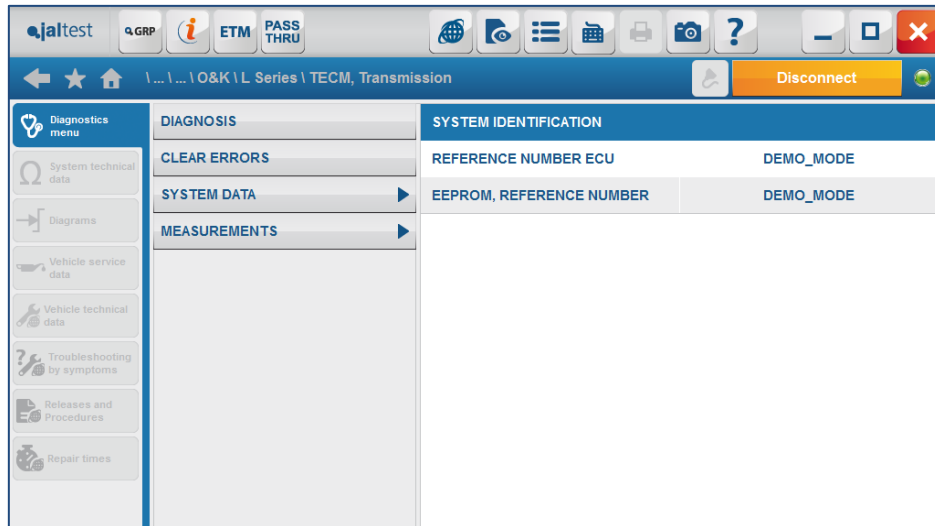 jaltest GRP i ETM PASS THRU ?
\ ... \ ... \ O&K \ L Series \ TECM, Transmission
Disconnect
Diagnostics
menu
System technical
data
Diagrams
Vehicle service
data
Vehicle technical
data
Troubleshooting
by symptoms
Releases and
Procedures
Repair times
DIAGNOSIS
CLEAR ERRORS
SYSTEM DATA
MEASUREMENTS
SYSTEM IDENTIFICATION
REFERENCE NUMBER ECU DEMO_MODE
EEPROM, REFERENCE NUMBER DEMO_MODE